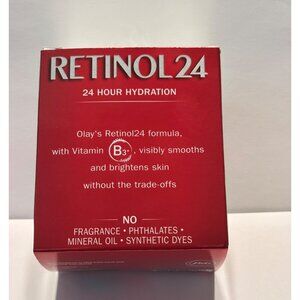 RETINOL24
24 HOUR HYDRATION
Olay's Retinol24 formula,
with Vitamin B3+, visibly smooths
and brightens skin
without the trade-offs
NO
FRAGRANCE • PHTHALATES •
MINERAL OIL • SYNTHETIC DYES